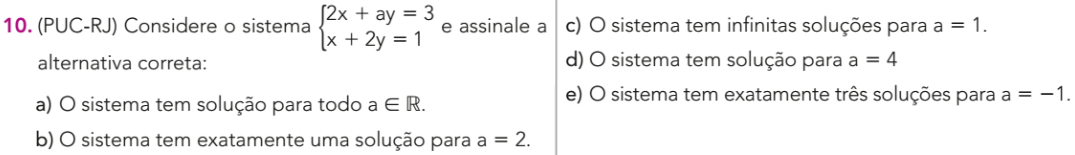 10. (PUC-RJ) Considere o sistema {2x + ay = 3
x + 2y = 1 e assinale a
alternativa correta:
a) O sistema tem solução para todo a ∈ ℝ.
b) O sistema tem exatamente uma solução para a = 2.
c) O sistema tem infinitas soluções para a = 1.
d) O sistema tem solução para a = 4
e) O sistema tem exatamente três soluções para a = −1.